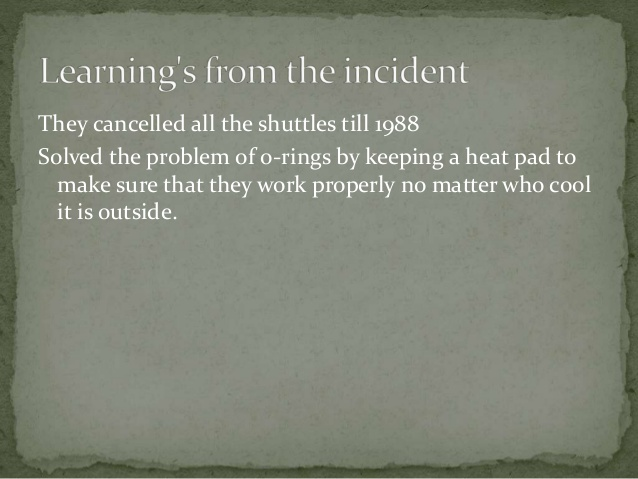 Learning's from the incident
They cancelled all the shuttles till 1988
Solved the problem of o-rings by keeping a heat pad to
make sure that they work properly no matter who cool
it is outside.